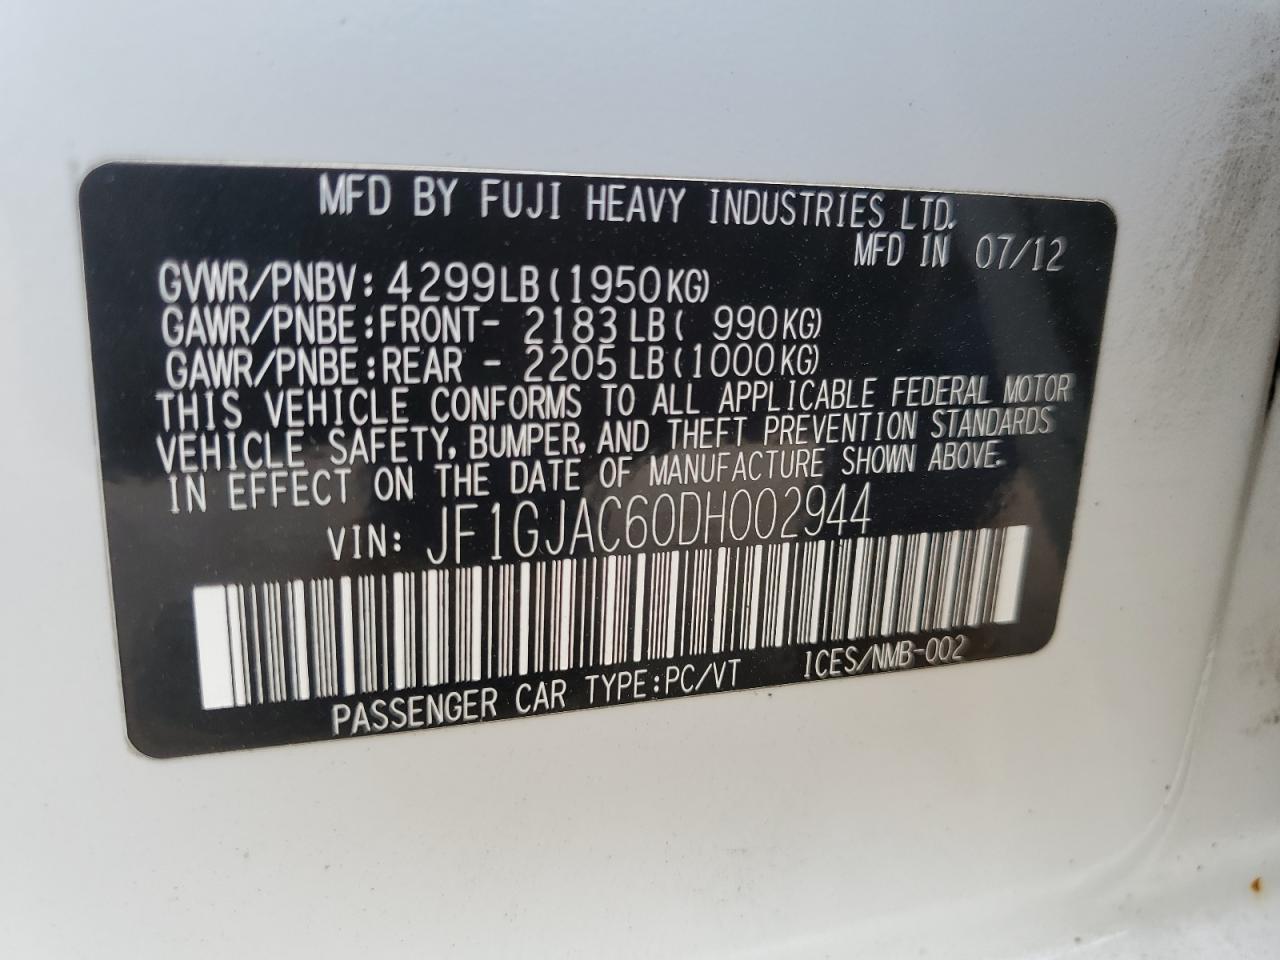 MFD BY FUJI HEAVY INDUSTRIES LTD.
MFD IN 07/12
GVWR/PNBV: 4299LB(1950KG)
GAWR/PNBE:FRONT- 2183LB( 990KG)
GAWR/PNBE:REAR - 2205LB(1000KG)
THIS VEHICLE CONFORMS TO ALL APPLICABLE FEDERAL MOTOR
VEHICLE SAFETY, BUMPER, AND THEFT PREVENTION STANDARDS
IN EFFECT ON THE DATE OF MANUFACTURE SHOWN ABOVE.
VIN: JF1GJAC60DH002944
PASSENGER CAR TYPE:PC/VT ICES/NMB-002